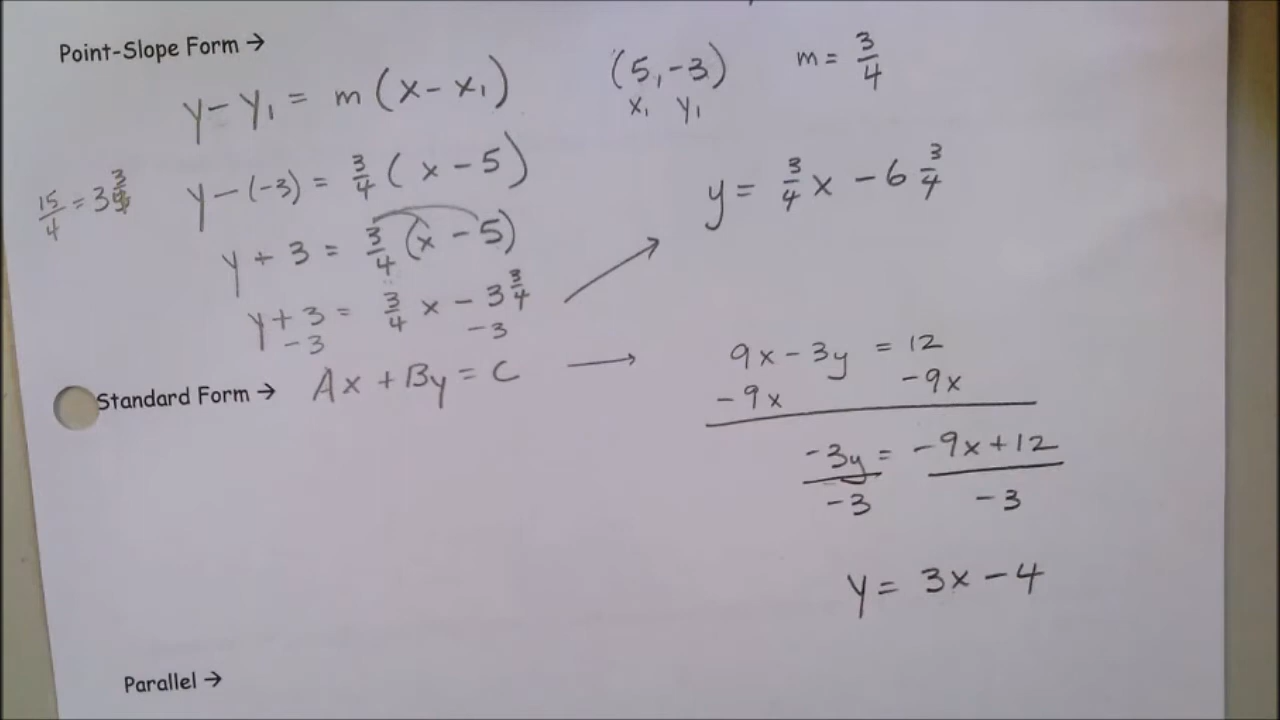 Point-Slope Form →
y - y₁ = m (x - x₁)
(5, -3) m = 3/4
x₁ y₁
15/4 = 3 3/4
y - (-3) = 3/4 (x - 5)
y = 3/4 x - 6 3/4
y + 3 = 3/4 (x - 5)
y + 3 = 3/4 x - 3 3/4
-3 -3
Standard Form → Ax + By = C →
9x - 3y = 12
-9x -9x
-3y = -9x + 12
-3 -3
y = 3x - 4
Parallel →